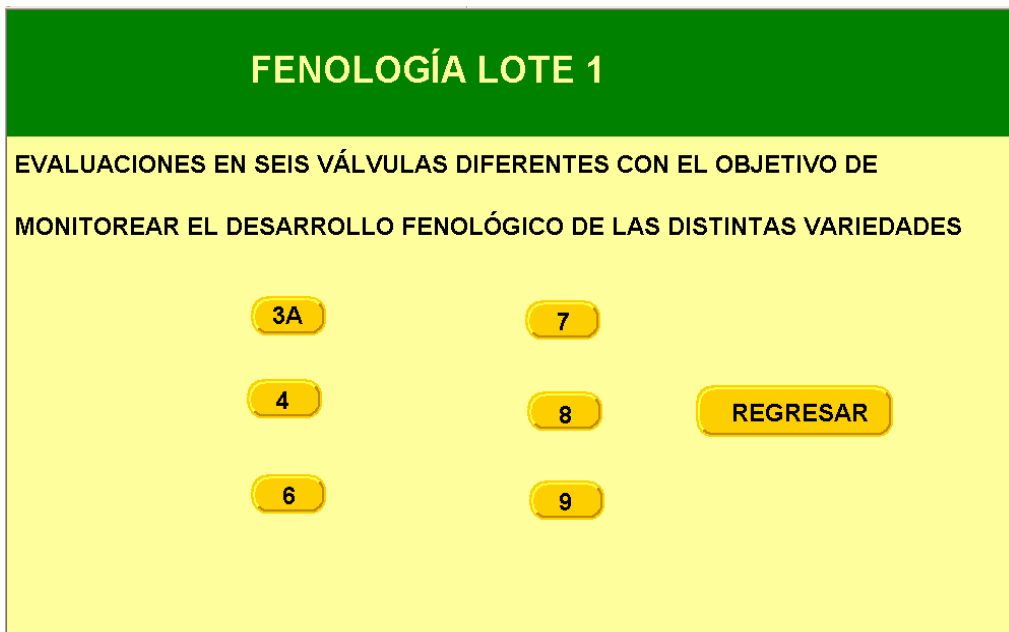 FENOLOGÍA LOTE 1
EVALUACIONES EN SEIS VÁLVULAS DIFERENTES CON EL OBJETIVO DE
MONITOREAR EL DESARROLLO FENOLÓGICO DE LAS DISTINTAS VARIEDADES
3A
7
4
8
REGRESAR
6
9